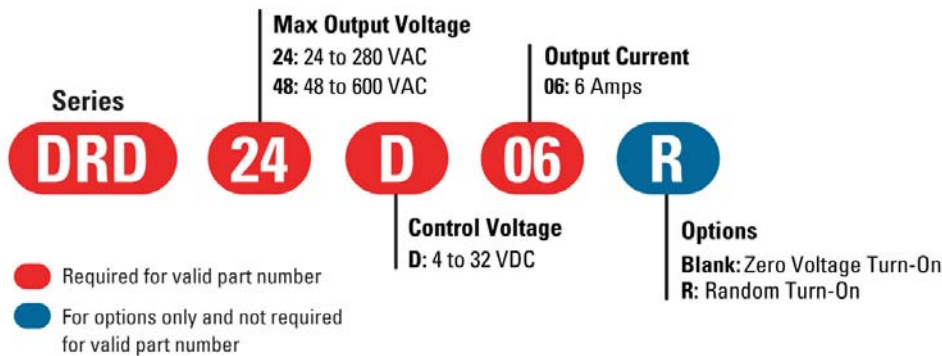 Max Output Voltage
24: 24 to 280 VAC
48: 48 to 600 VAC
Output Current
06: 6 Amps
Series
DRD 24 D 06 R
Control Voltage
D: 4 to 32 VDC
Options
Blank: Zero Voltage Turn-On
R: Random Turn-On
Required for valid part number
For options only and not required
for valid part number